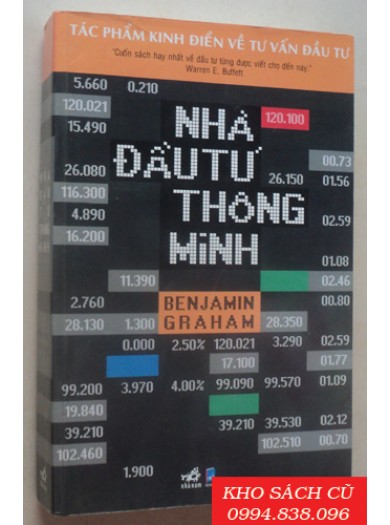 TÁC PHẨM KINH ĐIỂN VỀ TƯ VẤN ĐẦU TƯ
"Cuốn sách hay nhất về đầu tư từng được viết cho đến nay."
Warren E. Buffett
5.660 0.210
120.021
15.490
NHÀ
120.100
ĐẦU TƯ
00.73
26.080 26.150 01.56
116.300
THÔNG
4.890 02.59
16.200
MINH
01.08
11.390 02.46
2.760 BENJAMIN 00.80
28.130 1.300 GRAHAM 28.350
0.000 2.50% 120.021 3.290 02.59
17.100 01.77
99.200 3.970 4.00% 99.090 99.570 01.09
19.840
39.210 39.210 39.530 02.12
102.460 102.510 00.70
1.900
nhã nam
KHO SÁCH CŨ
0994.838.096